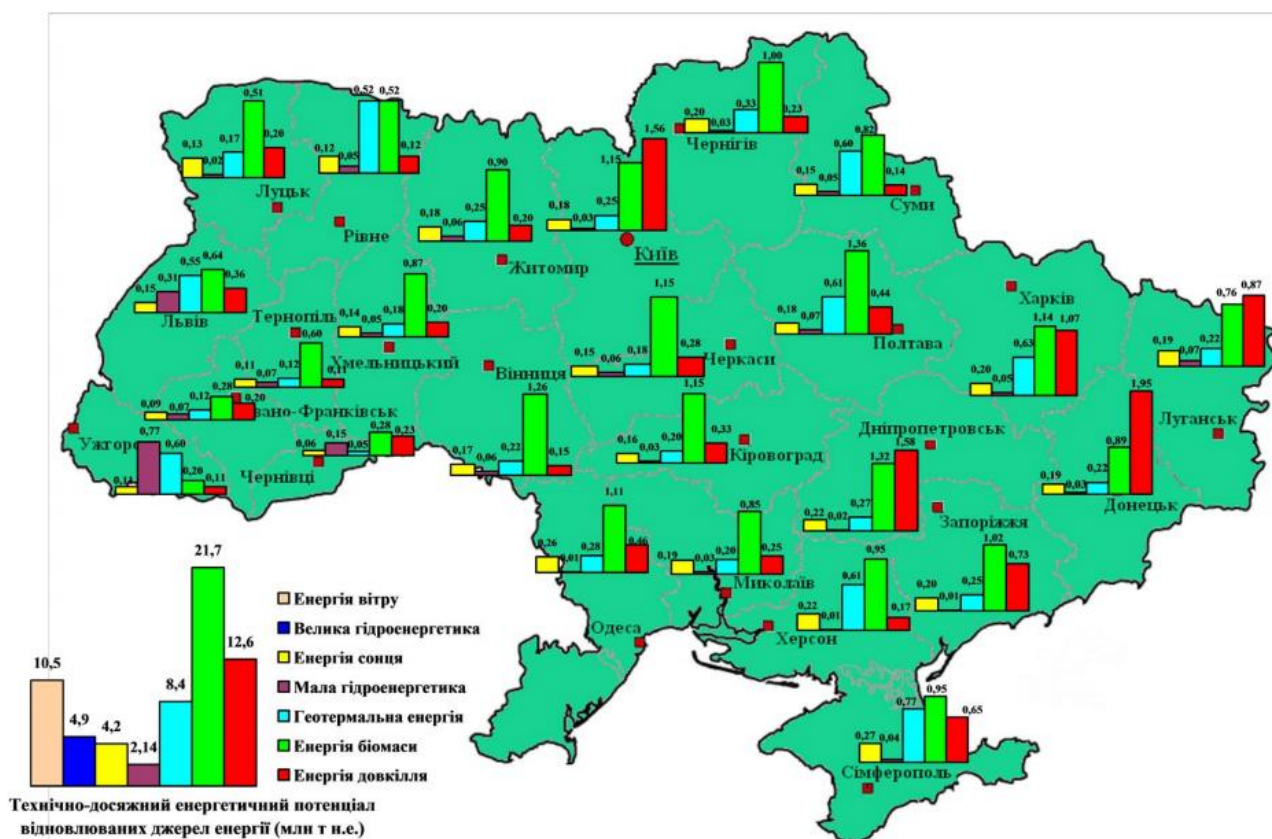 0,20 0,03 0,33 1,00 0,23
Чернігів
0,13 0,02 0,17 0,51 0,20
Луцьк
0,12 0,05 0,52 0,52 0,12
Рівне
0,18 0,06 0,25 0,90 0,20
Житомир
0,18 0,03 0,25 1,15 1,56
Київ
0,15 0,05 0,60 0,82 0,14
Суми
0,15 0,31 0,55 0,64 0,36
Львів
0,14 0,05 0,18 0,87 0,20
Хмельницький
Тернопіль
0,11 0,07 0,12 0,60 0,11
Вінниця
0,15 0,06 0,18 1,15 0,28
Черкаси
0,18 0,07 0,61 1,36 0,44
Полтава
Харків
0,20 0,05 0,63 1,14 1,07
0,19 0,07 0,22 0,76 0,87
Луганськ
0,09 0,07 0,12 0,28 0,20
вано-Франківськ
Ужгоро
0,11 0,77 0,60 0,20 0,11
0,06 0,15 0,05 0,28 0,23
Чернівці
0,17 0,06 0,22 1,26 0,15
0,16 0,03 0,20 1,15 0,33
Кіровоград
Дніпропетровськ
0,22 0,02 0,27 1,32 1,58
0,19 0,03 0,22 0,89 1,95
Донецьк
Запоріжжя
0,20 0,01 0,25 1,02 0,73
0,26 0,01 0,28 1,11 0,46
Одеса
0,19 0,03 0,20 0,85 0,25
Миколаїв
0,22 0,01 0,61 0,95 0,17
Херсон
0,27 0,04 0,77 0,95 0,65
Сімферополь
10,5 4,9 4,2 2,14 8,4 21,7 12,6
Енергія вітру
Велика гідроенергетика
Енергія сонця
Мала гідроенергетика
Геотермальна енергія
Енергія біомаси
Енергія довкілля
Технічно-досяжний енергетичний потенціал
відновлюваних джерел енергії (млн т н.е.)